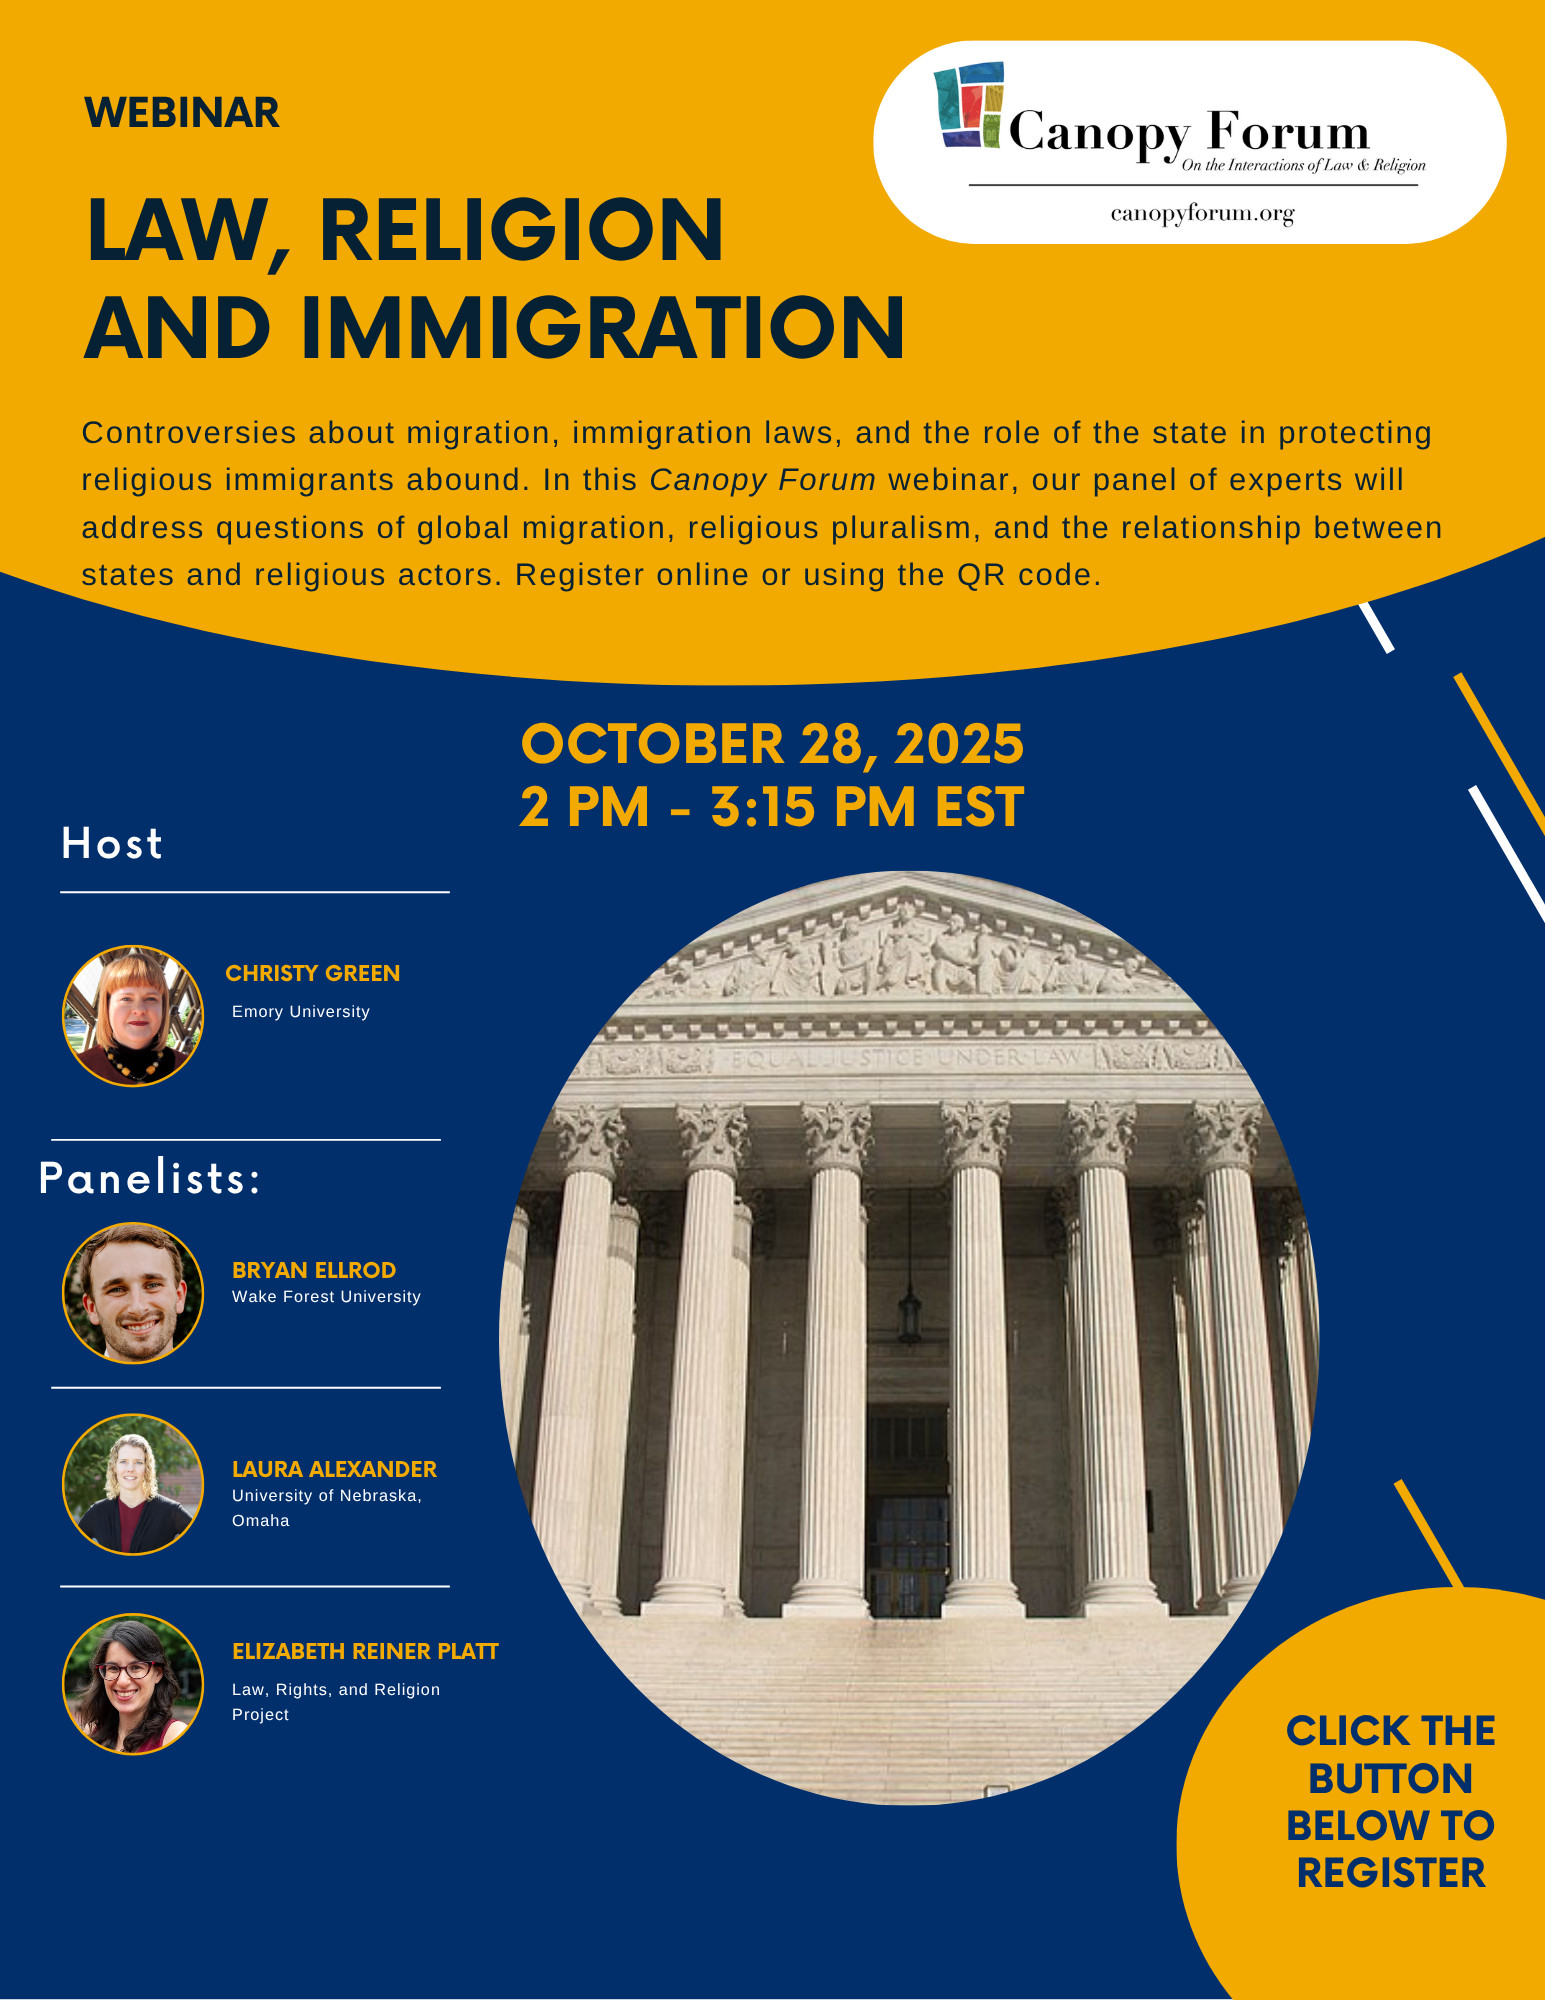 WEBINAR
Canopy Forum
On the Interactions of Law & Religion
canopyforum.org
LAW, RELIGION
AND IMMIGRATION
Controversies about migration, immigration laws, and the role of the state in protecting
religious immigrants abound. In this Canopy Forum webinar, our panel of experts will
address questions of global migration, religious pluralism, and the relationship between
states and religious actors. Register online or using the QR code.
OCTOBER 28, 2025
2 PM - 3:15 PM EST
Host
CHRISTY GREEN
Emory University
Panelists:
BRYAN ELLROD
Wake Forest University
LAURA ALEXANDER
University of Nebraska,
Omaha
ELIZABETH REINER PLATT
Law, Rights, and Religion
Project
EQUAL JUSTICE UNDER LAW
CLICK THE
BUTTON
BELOW TO
REGISTER